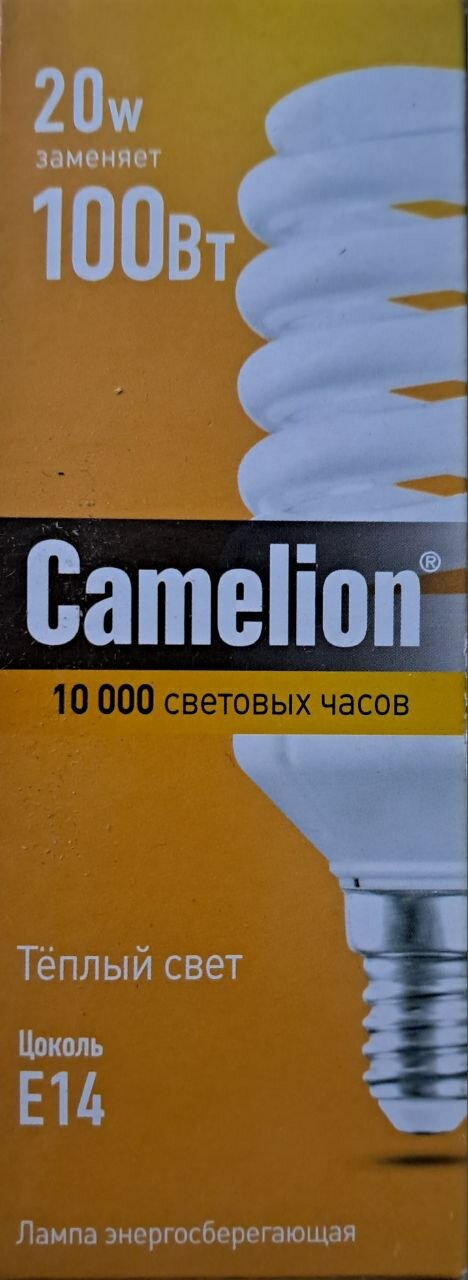 20w
заменяет
100Вт
Camelion®
10 000 световых часов
Тёплый свет
Цоколь
E14
Лампа энергосберегающая